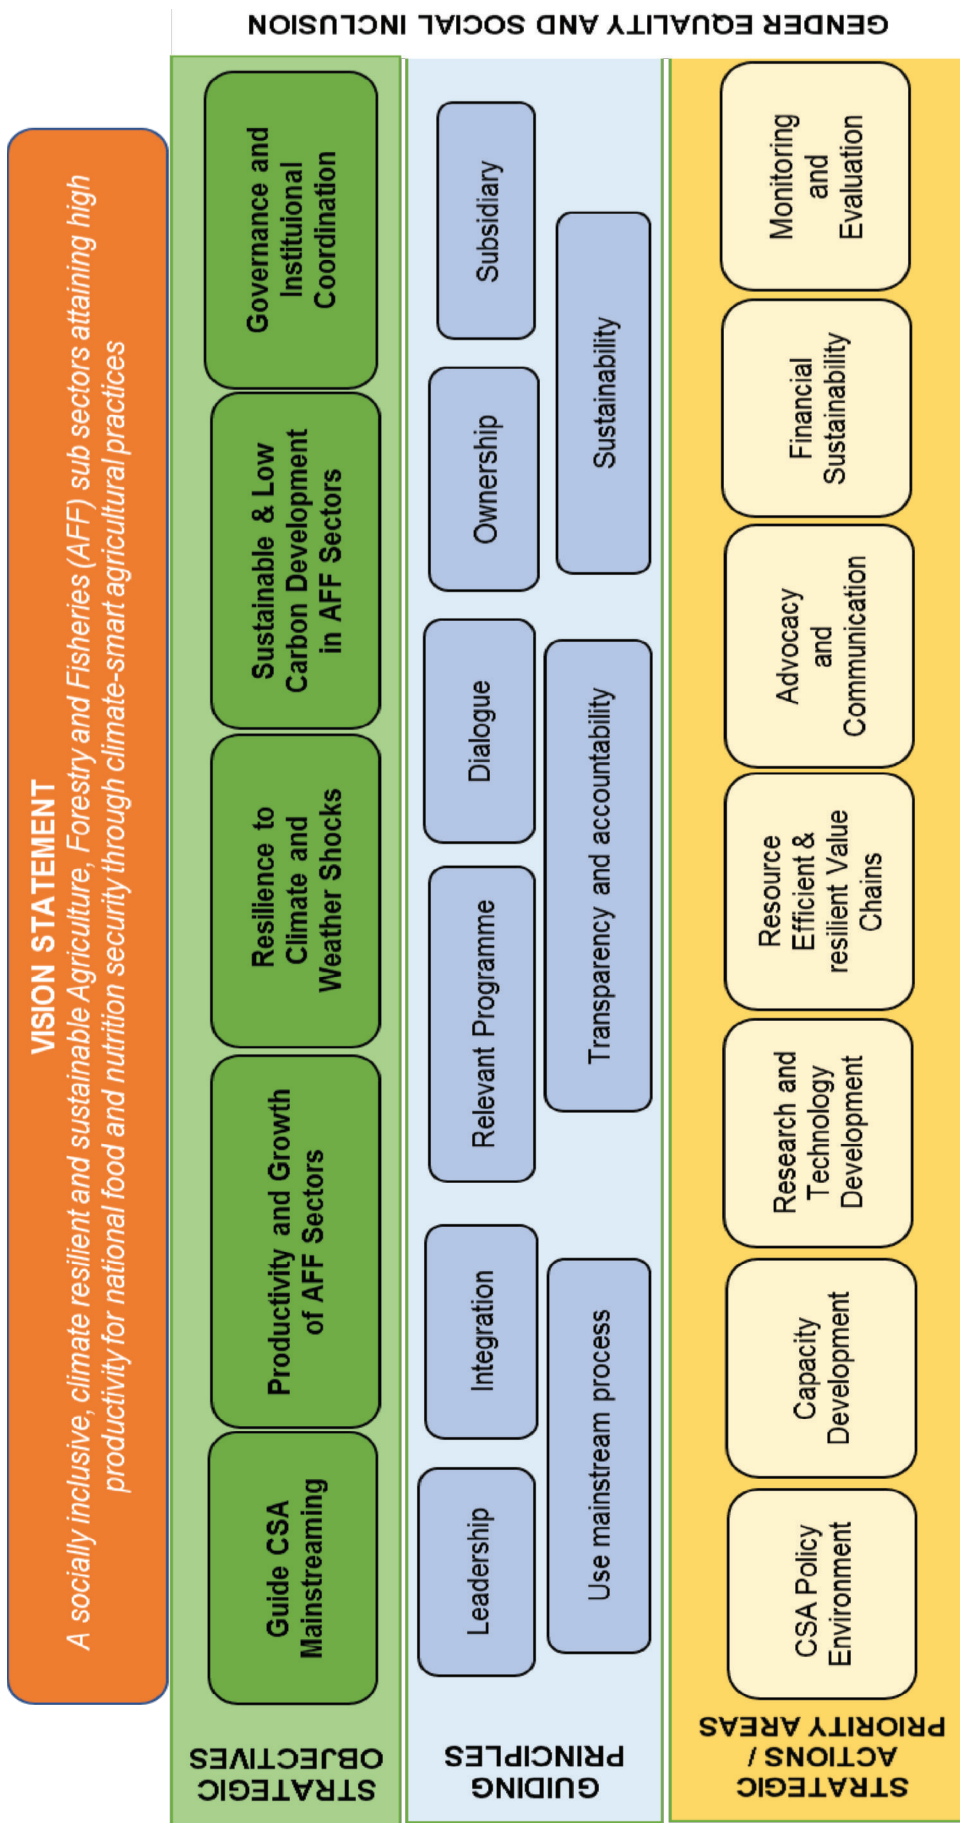 VISION STATEMENT
A socially inclusive, climate resilient and sustainable Agriculture, Forestry and Fisheries (AFF) sub sectors attaining high
productivity for national food and nutrition security through climate-smart agricultural practices
STRATEGIC
OBJECTIVES
Guide CSA
Mainstreaming
Productivity and Growth
of AFF Sectors
Resilience to
Climate and
Weather Shocks
Sustainable & Low
Carbon Development
in AFF Sectors
Governance and
Instituional
Coordination
GUIDING
PRINCIPLES
Leadership
Integration
Relevant Programme
Dialogue
Ownership
Subsidiary
Use mainstream process
Transparency and accountability
Sustainability
STRATEGIC
ACTIONS /
PRIORITY AREAS
CSA Policy
Environment
Capacity
Development
Research and
Technology
Development
Resource
Efficient &
resilient Value
Chains
Advocacy
and
Communication
Financial
Sustainability
Monitoring
and
Evaluation
GENDER EQUALITY AND SOCIAL INCLUSION